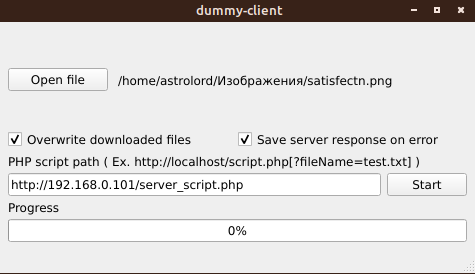 dummy-client
Open file /home/astrolord/Изображения/satisfectn.png
Overwrite downloaded files Save server response on error
PHP script path ( Ex. http://localhost/script.php[?fileName=test.txt] )
http://192.168.0.101/server_script.php Start
Progress
0%